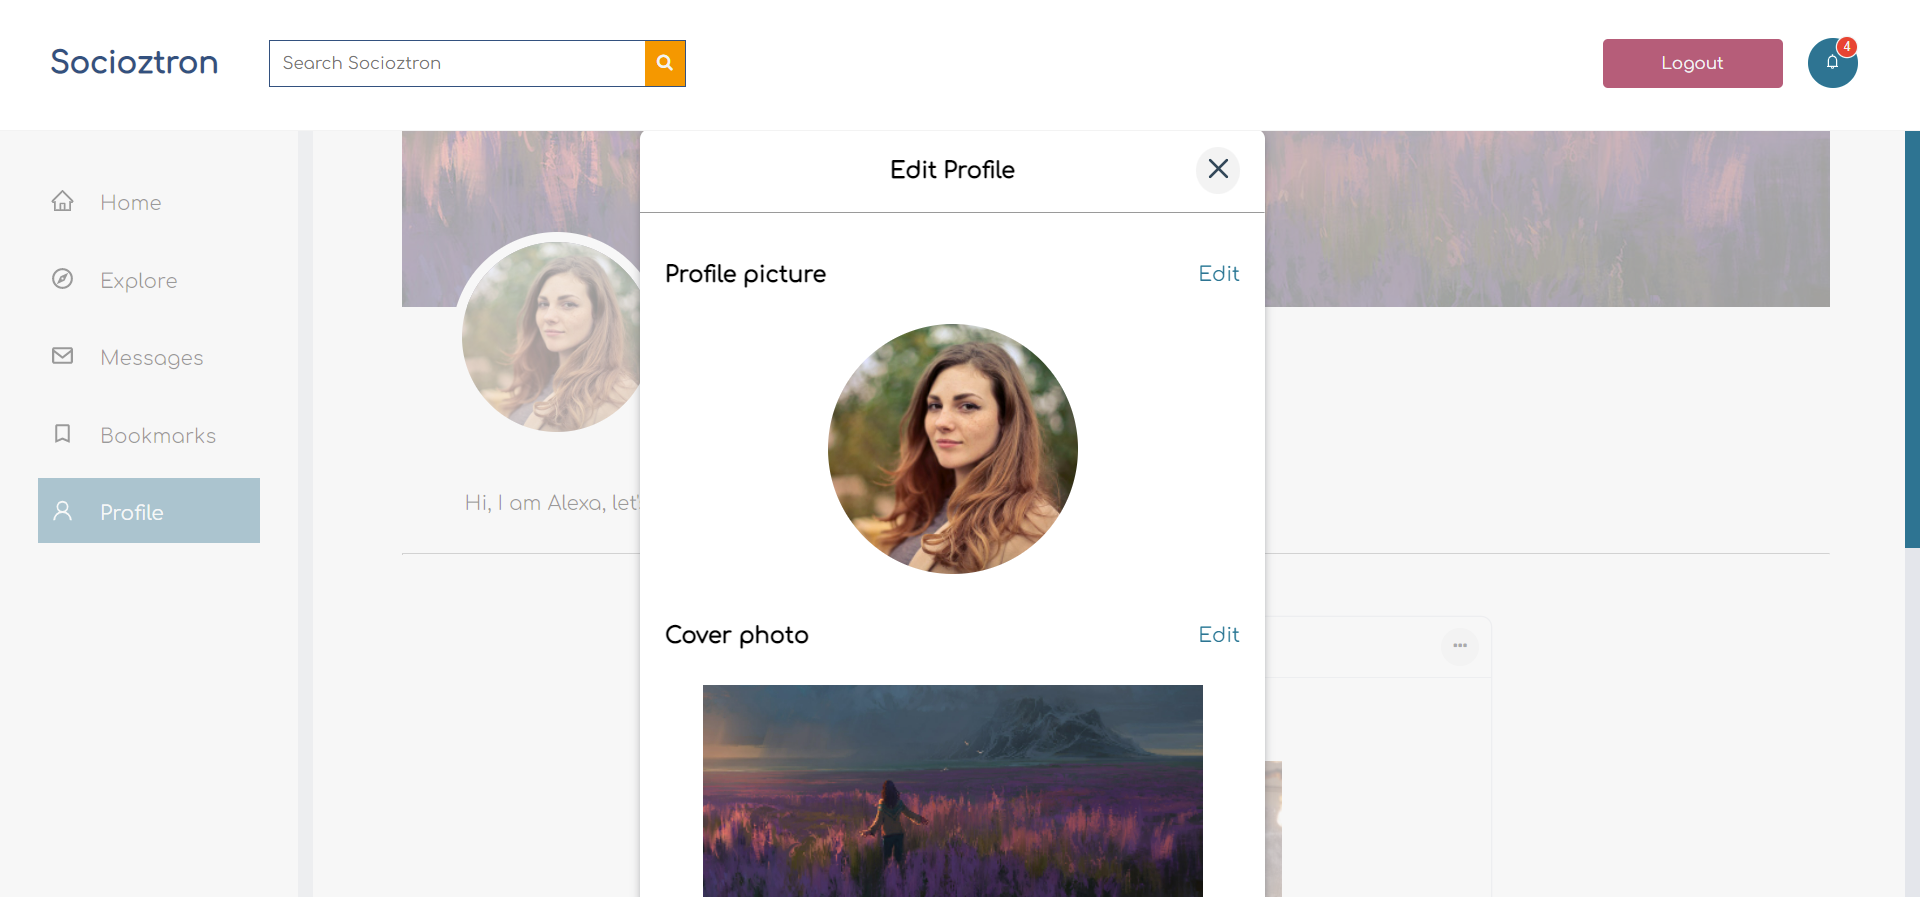 Socioztron
Search Socioztron
Logout
4
Home
Explore
Messages
Bookmarks
Profile
Hi, I am Alexa, let'
Edit Profile
Profile picture
Edit
Cover photo
Edit